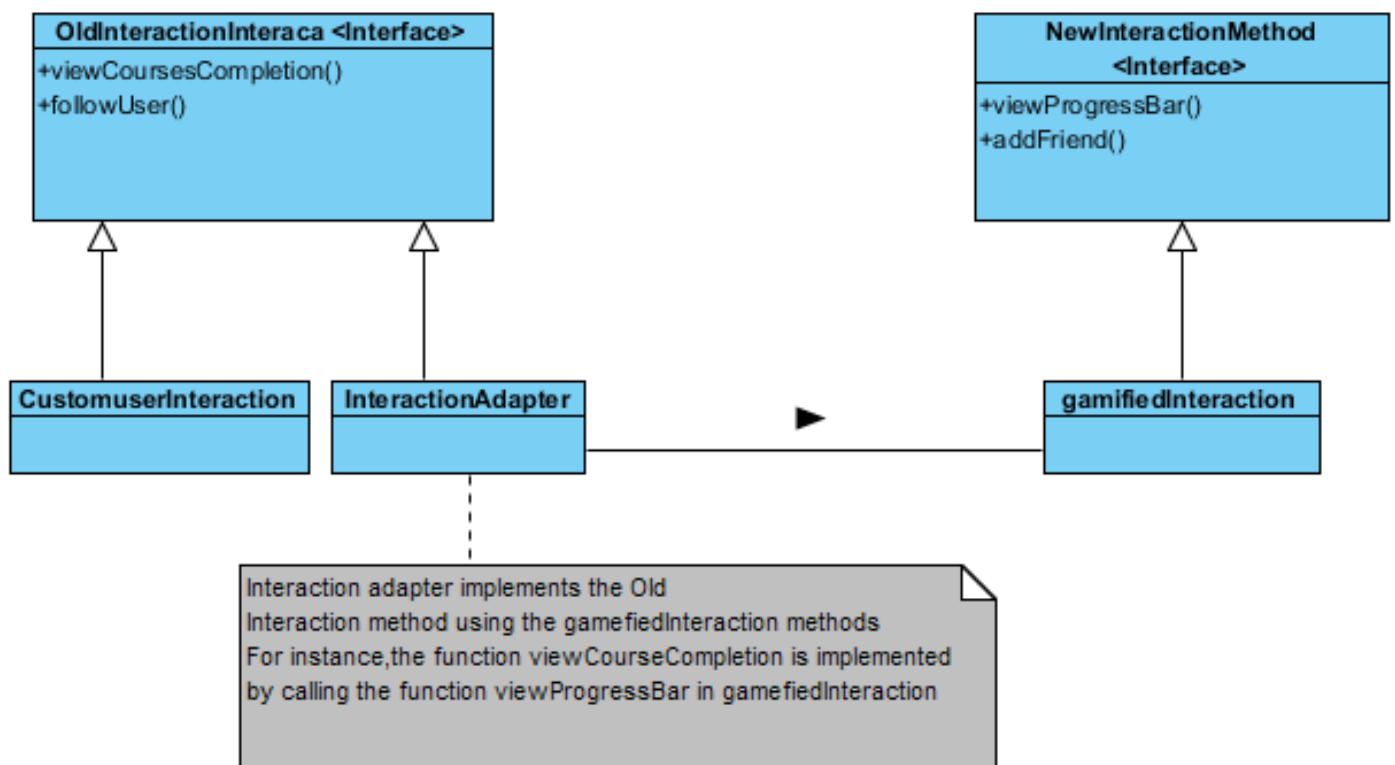 OldInteractionInteraca <Interface>
+viewCoursesCompletion()
+followUser()
NewInteractionMethod
<Interface>
+viewProgressBar()
+addFriend()
CustomuserInteraction
InteractionAdapter
gamifiedInteraction
Interaction adapter implements the Old
Interaction method using the gamefiedInteraction methods
For instance,the function viewCourseCompletion is implemented
by calling the function viewProgressBar in gamefiedInteraction